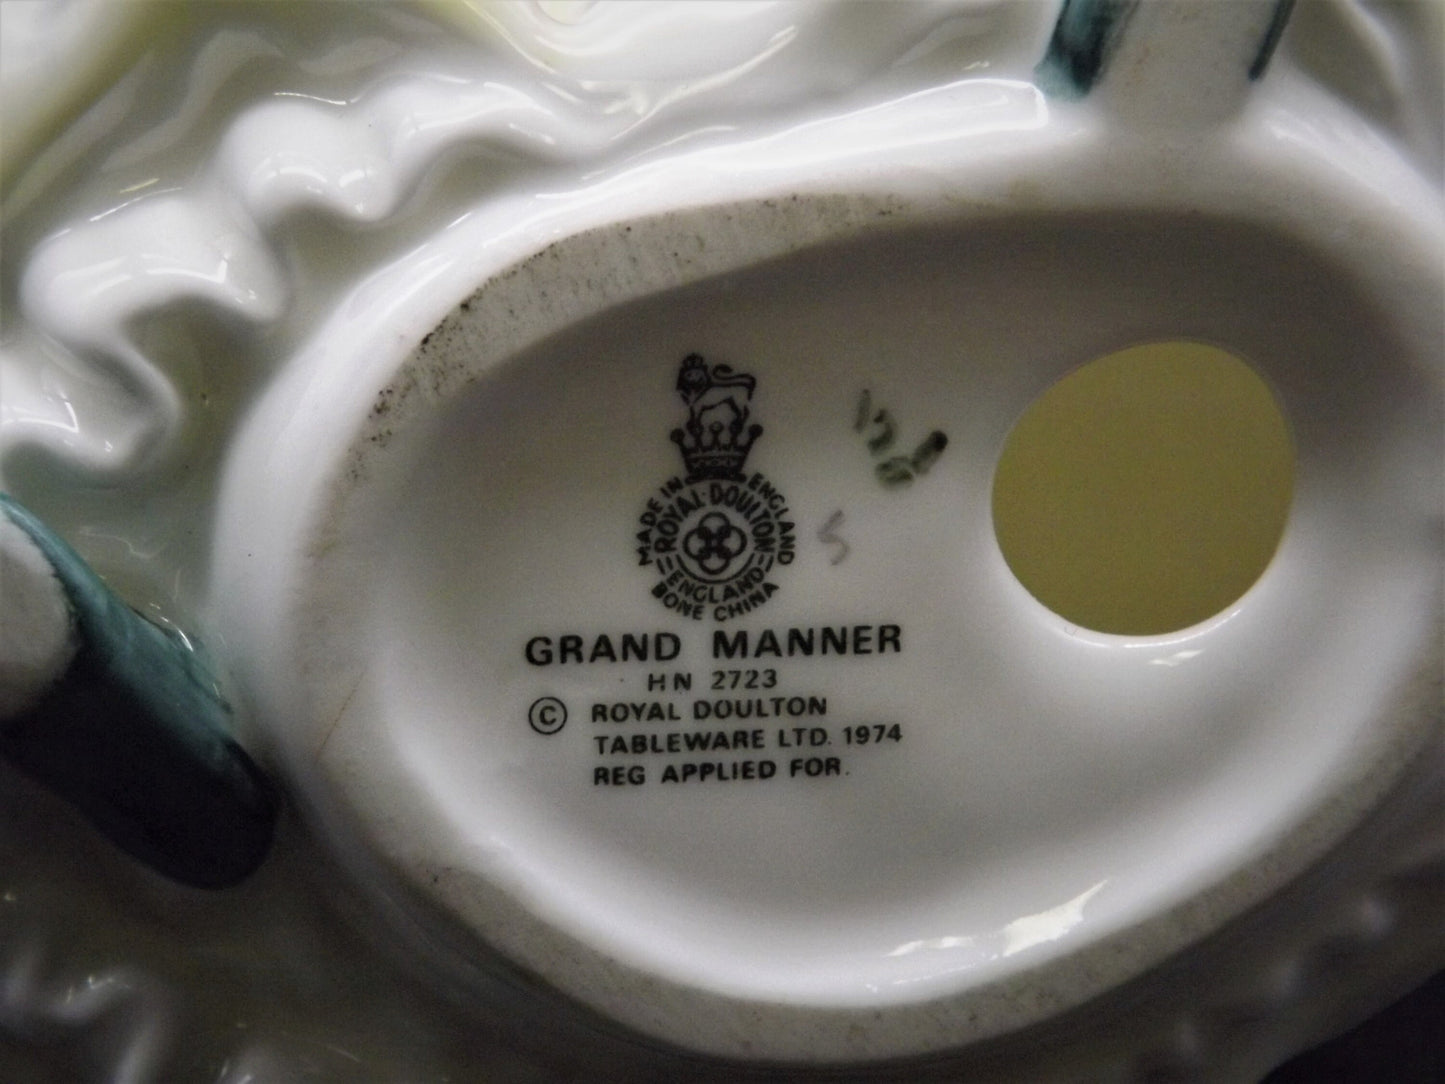 MADE IN ENGLAND
ROYAL·DOULTON
ENGLAND
BONE CHINA
S
GRAND MANNER
HN 2723
© ROYAL DOULTON
TABLEWARE LTD. 1974
REG APPLIED FOR.